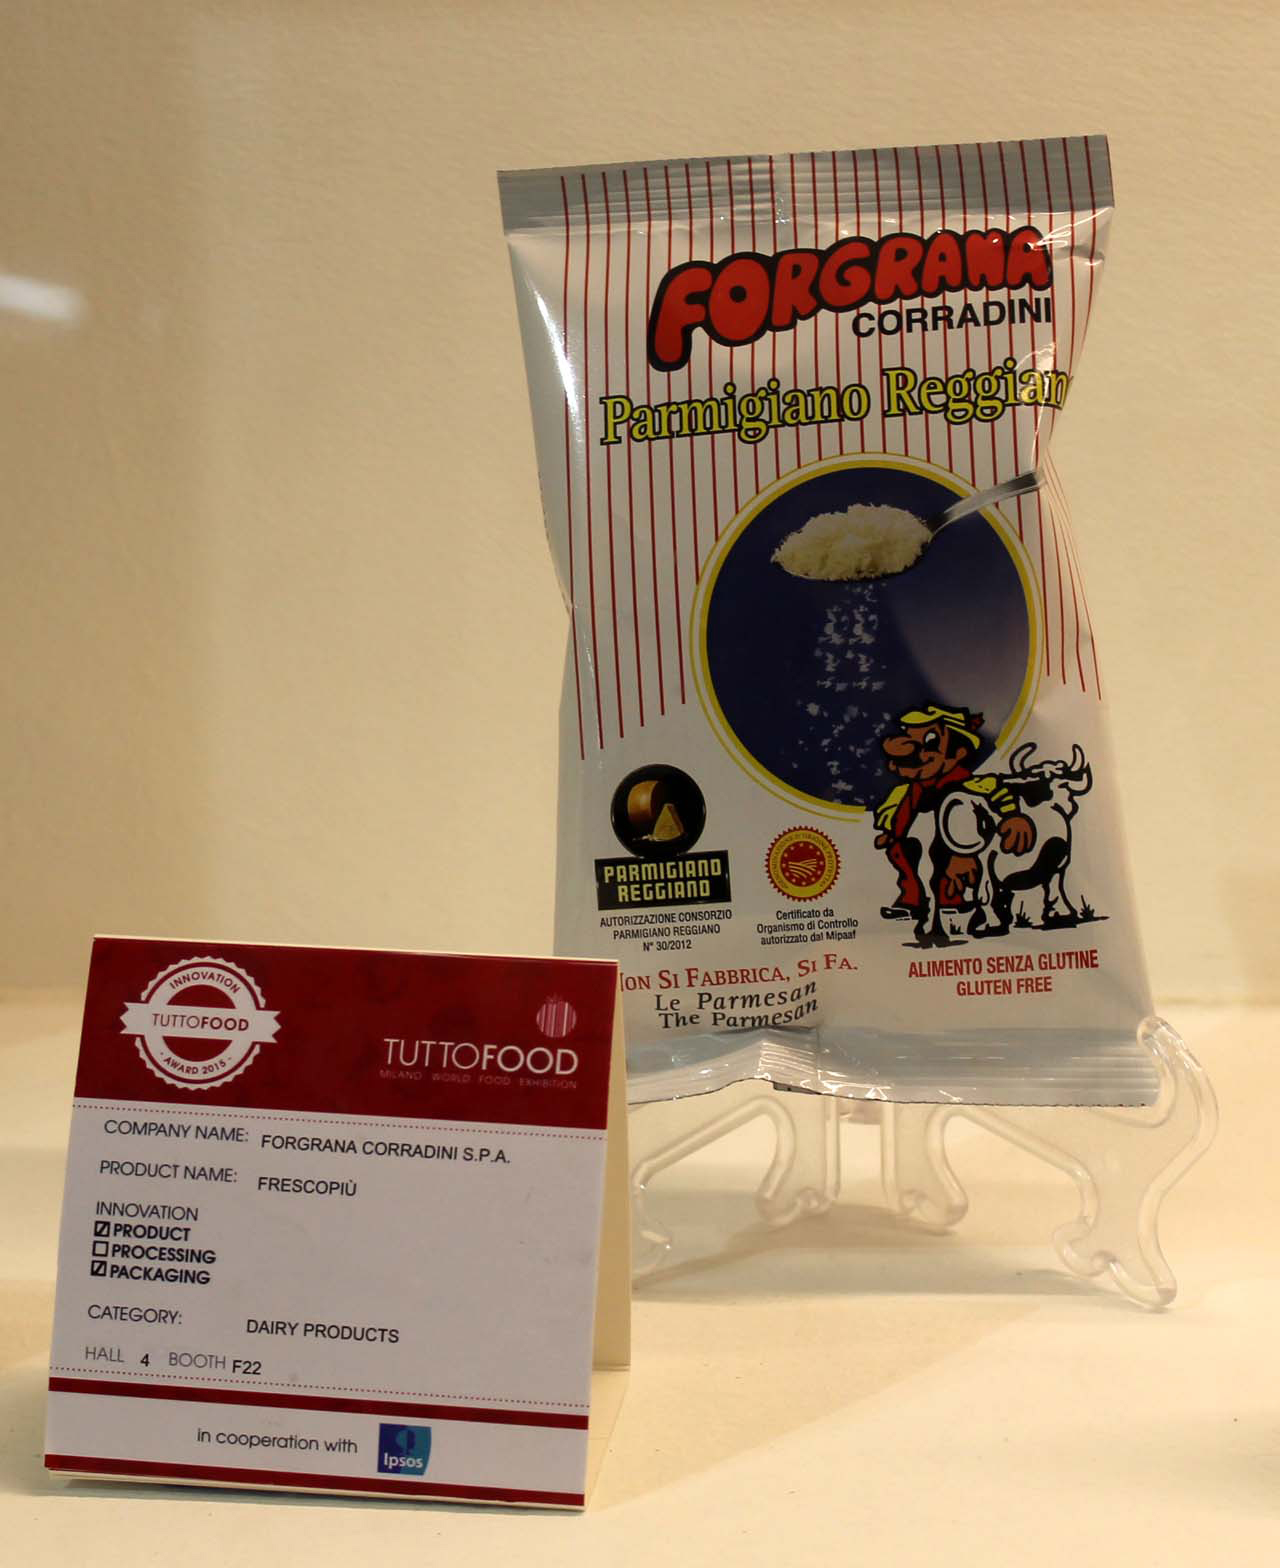 FORGRANA
CORRADINI
Parmigiano Reggian
PARMIGIANO
REGGIANO
AUTORIZZAZIONE CONSORZIO
PARMIGIANO REGGIANO
N° 30/2012
Certificato da
Organismo di Controllo
autorizzato dal Mipaaf
ON SI FABBRICA, SI FA.
Le Parmesan
The Parmesan
ALIMENTO SENZA GLUTINE
GLUTEN FREE
INNOVATION
TUTTOFOOD
· AWARD 2015 ·
TUTTOFOOD
MILANO WORLD FOOD EXHIBITION
COMPANY NAME: FORGRANA CORRADINI S.P.A.
PRODUCT NAME: FRESCOPIÙ
INNOVATION
PRODUCT
PROCESSING
PACKAGING
CATEGORY: DAIRY PRODUCTS
HALL 4 BOOTH F22
in cooperation with Ipsos